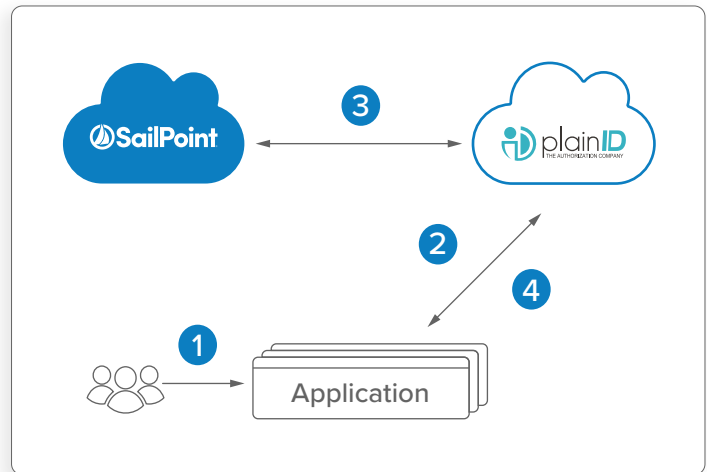 SailPoint
3
plainID
THE AUTHORIZATION COMPANY
2
4
1
Application